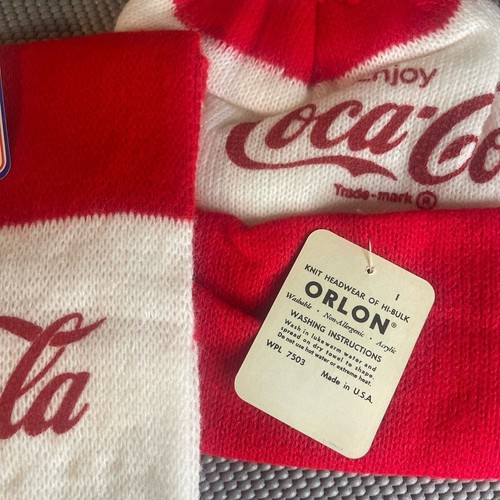 Enjoy
Coca-Co
Trade-mark ®
la
KNIT HEADWEAR OF HI-BULK
ORLON®
Washable · Non-Allergenic · Acrylic
WASHING INSTRUCTIONS
Wash in lukewarm water and
spread on dry towel to shape.
Do not use hot water or extreme heat.
WPL 7503
Made in U.S.A.